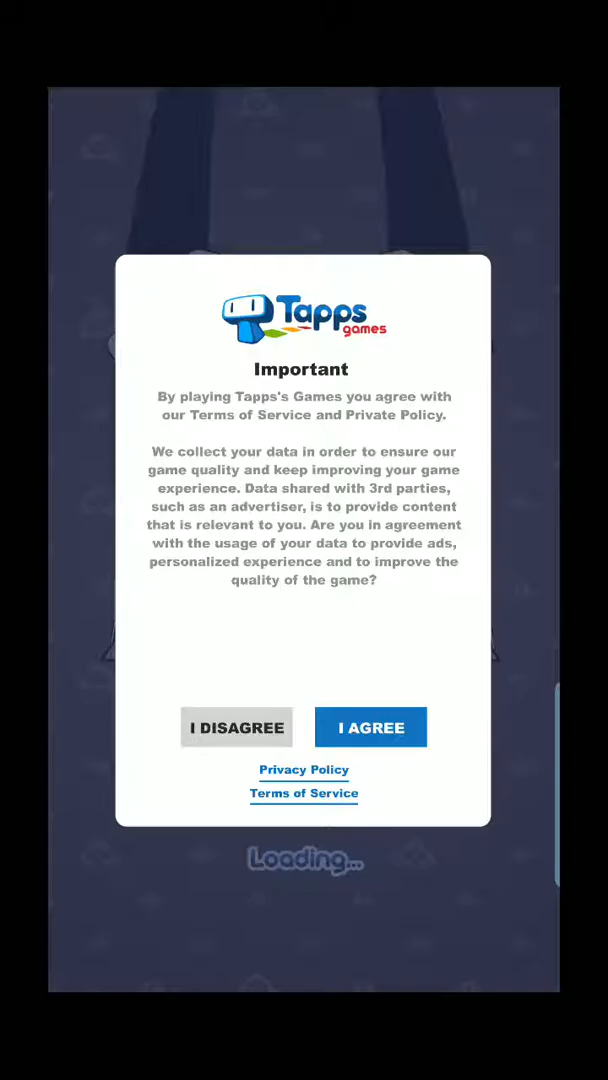 Tapps
games
Important
By playing Tapps's Games you agree with
our Terms of Service and Private Policy.
We collect your data in order to ensure our
game quality and keep improving your game
experience. Data shared with 3rd parties,
such as an advertiser, is to provide content
that is relevant to you. Are you in agreement
with the usage of your data to provide ads,
personalized experience and to improve the
quality of the game?
I DISAGREE
I AGREE
Privacy Policy
Terms of Service
Loading...